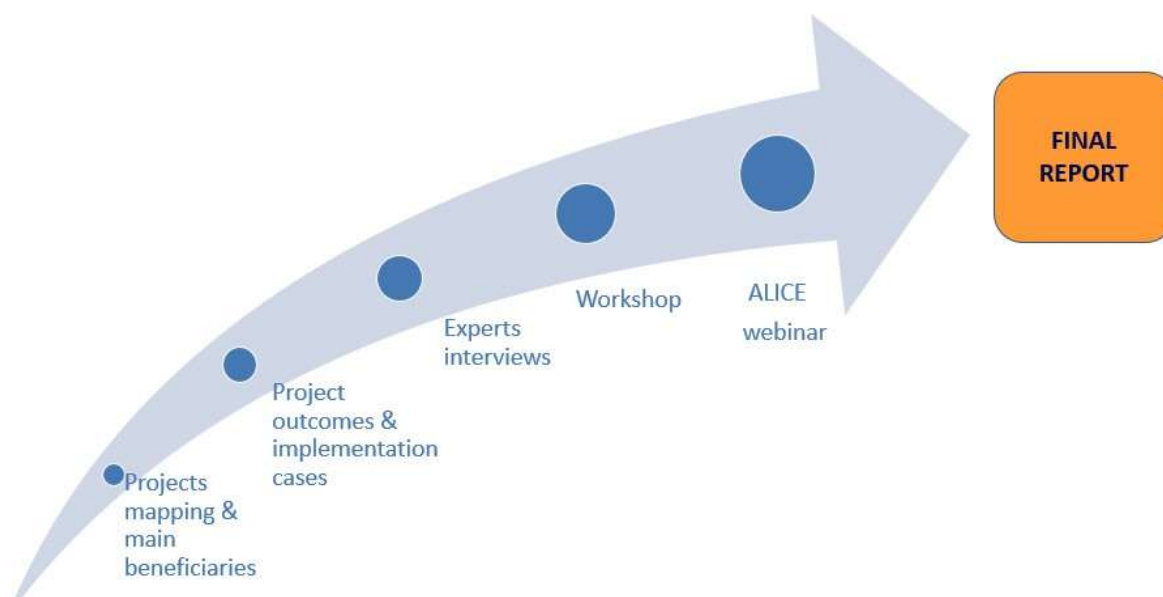 Projects
mapping &
main
beneficiaries
Project
outcomes &
implementation
cases
Experts
interviews
Workshop
ALICE
webinar
FINAL
REPORT